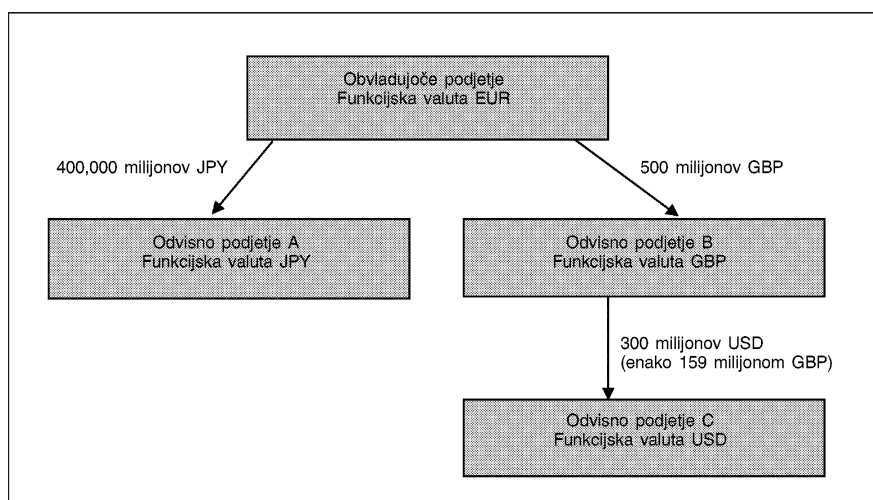 Obvladujoče podjetje
Funkcijska valuta EUR
400,000 milijonov JPY
500 milijonov GBP
Odvisno podjetje A
Funkcijska valuta JPY
Odvisno podjetje B
Funkcijska valuta GBP
300 milijonov USD
(enako 159 milijonom GBP)
Odvisno podjetje C
Funkcijska valuta USD